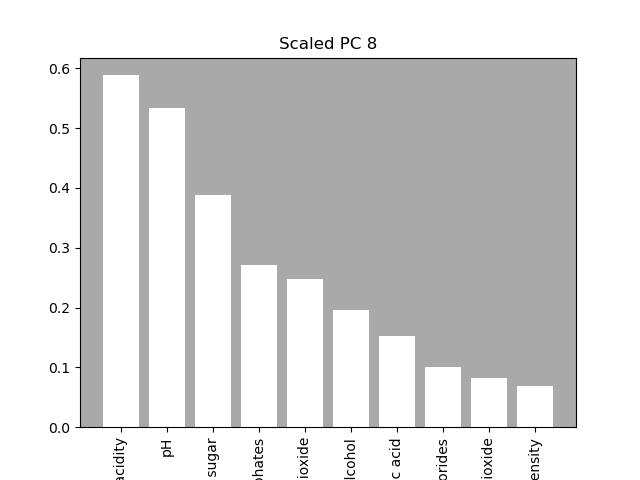 Scaled PC 8
0.6
0.5
0.4
0.3
0.2
0.1
0.0
acidity
pH
sugar
phates
ioxide
lcohol
c acid
orides
ioxide
ensity